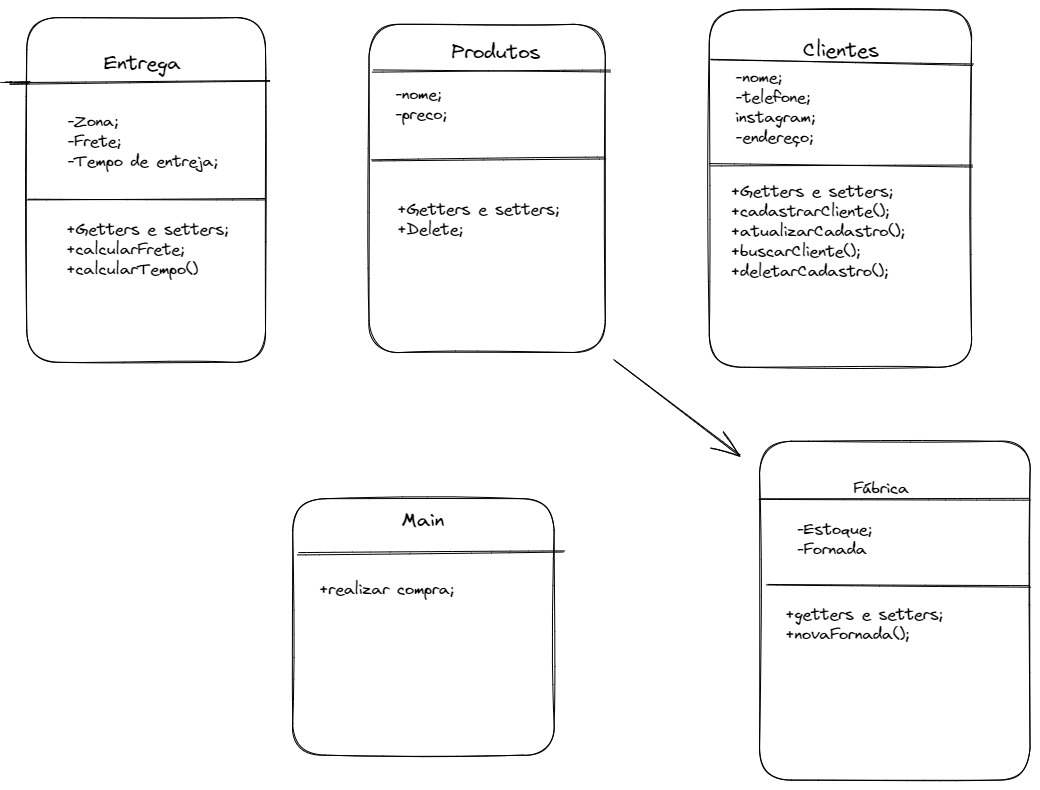 Entrega
-Zona;
-Frete;
-Tempo de entreja;
+Getters e setters;
+calcularFrete;
+calcularTempo()
Produtos
-nome;
-preco;
+Getters e setters;
+Delete;
Clientes
-nome;
-telefone;
instagram;
-endereço;
+Getters e setters;
+cadastrarCliente();
+atualizarCadastro();
+buscarCliente();
+deletarCadastro();
Main
+realizar compra;
Fábrica
-Estoque;
-Fornada
+getters e setters;
+novaFornada();